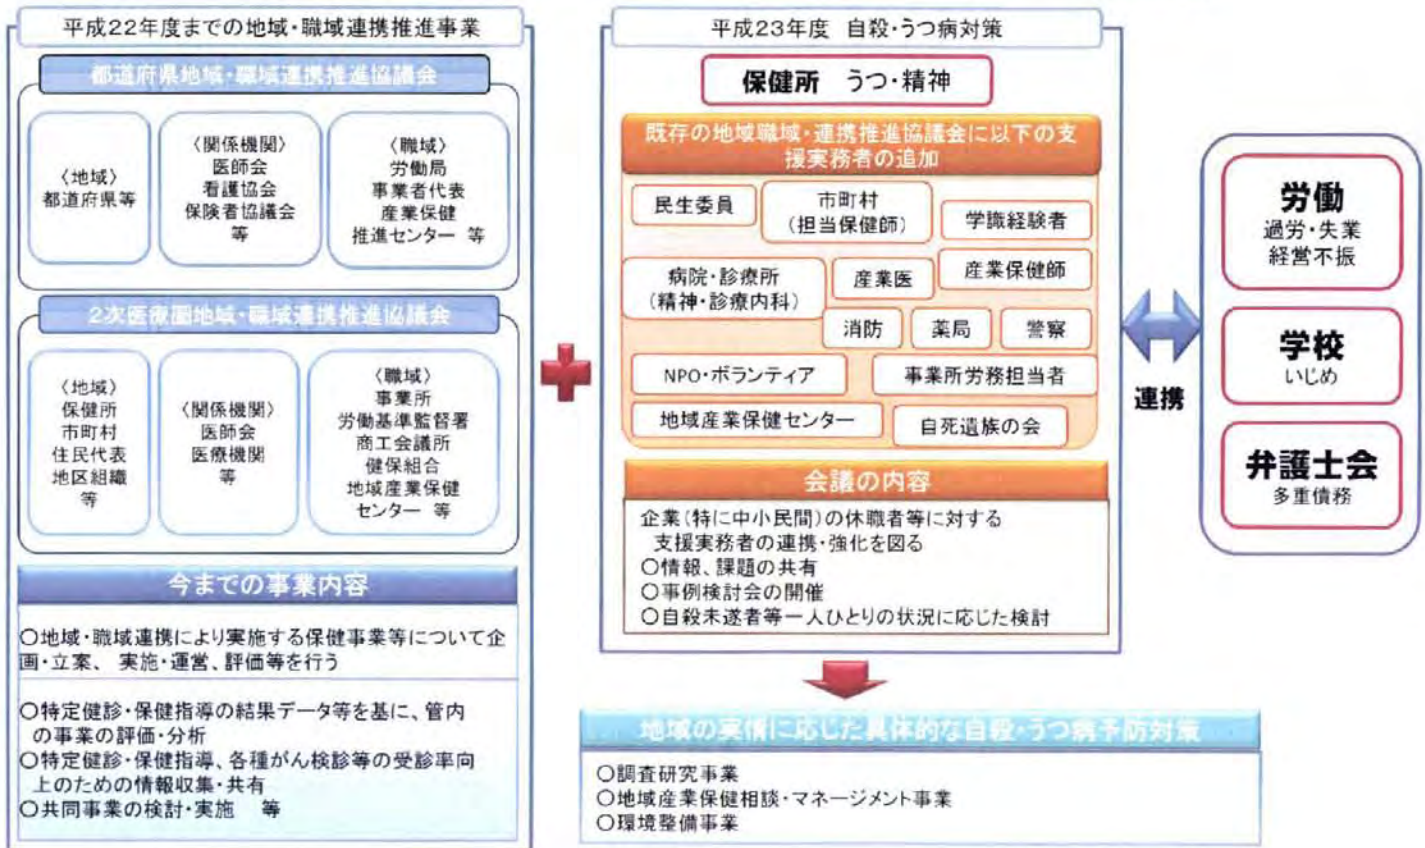 平成22年度までの地域・職域連携推進事業
都道府県地域・職域連携推進協議会
〈地域〉
都道府県等
〈関係機関〉
医師会
看護協会
保険者協議会
等
〈職域〉
労働局
事業者代表
産業保健
推進センター 等
2次医療圏地域・職域連携推進協議会
〈地域〉
保健所
市町村
住民代表
地区組織
等
〈関係機関〉
医師会
医療機関
等
〈職域〉
事業所
労働基準監督署
商工会議所
健保組合
地域産業保健
センター 等
今までの事業内容
○地域・職域連携により実施する保健事業等について企
画・立案、 実施・運営、評価等を行う
○特定健診・保健指導の結果データ等を基に、管内
の事業の評価・分析
○特定健診・保健指導、各種がん検診等の受診率向
上のための情報収集・共有
○共同事業の検討・実施 等
平成23年度 自殺・うつ病対策
保健所 うつ・精神
既存の地域職域・連携推進協議会に以下の支
援実務者の追加
民生委員
市町村
(担当保健師)
学識経験者
病院・診療所
(精神・診療内科)
産業医
産業保健師
消防
薬局
警察
NPO・ボランティア
事業所労務担当者
地域産業保健センター
自死遺族の会
会議の内容
企業(特に中小民間)の休職者等に対する
支援実務者の連携・強化を図る
○情報、課題の共有
○事例検討会の開催
○自殺未遂者等一人ひとりの状況に応じた検討
地域の実情に応じた具体的な自殺・うつ病予防対策
○調査研究事業
○地域産業保健相談・マネージメント事業
○環境整備事業
連携
労働
過労・失業
経営不振
学校
いじめ
弁護士会
多重債務